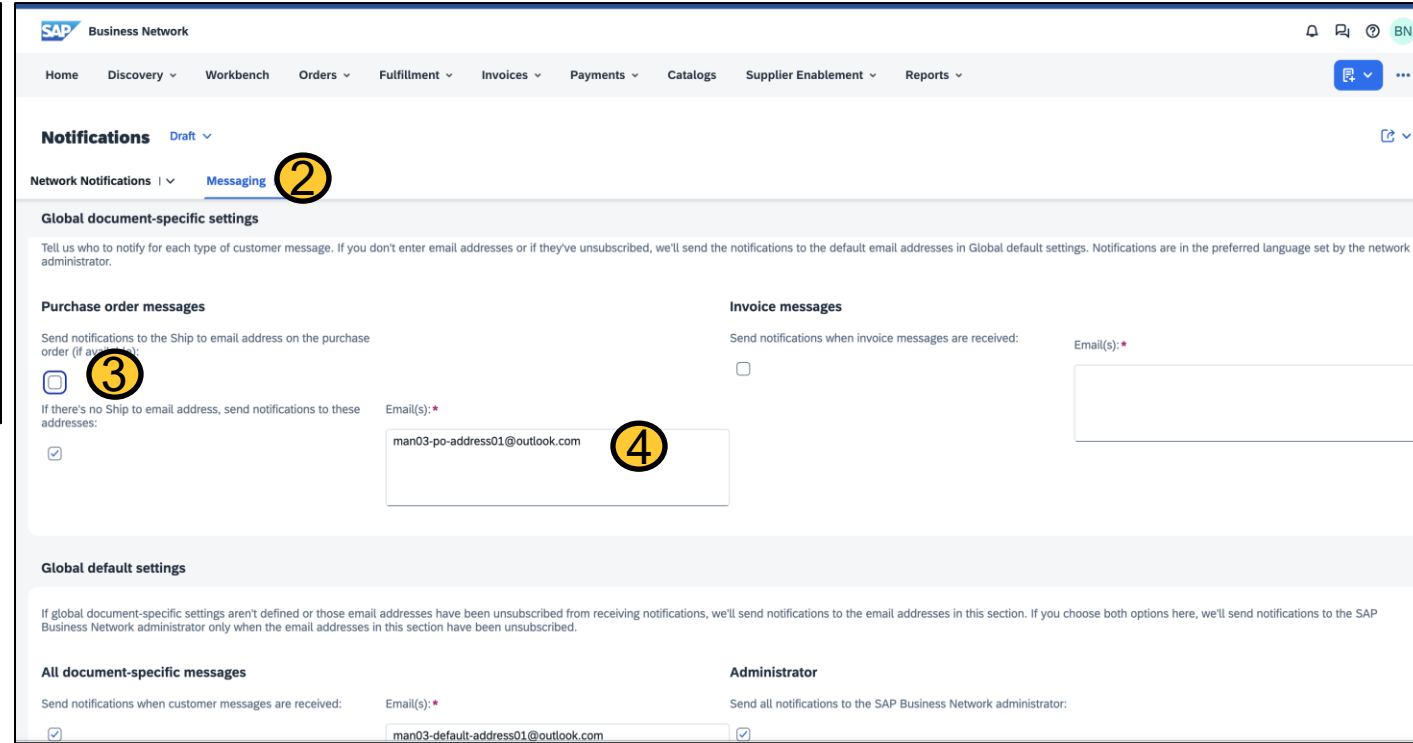 SAP Business Network
BN
Home Discovery Workbench Orders Fulfillment Invoices Payments Catalogs Supplier Enablement Reports
Notifications Draft
Network Notifications Messaging 2
Global document-specific settings
Tell us who to notify for each type of customer message. If you don't enter email addresses or if they've unsubscribed, we'll send the notifications to the default email addresses in Global default settings. Notifications are in the preferred language set by the network
administrator.
Purchase order messages
Send notifications to the Ship to email address on the purchase
order (if
3
If there's no Ship to email address, send notifications to these
addresses:
Email(s):*
man03-po-address01@outlook.com
4
Invoice messages
Send notifications when invoice messages are received:
Email(s):*
Global default settings
If global document-specific settings aren't defined or those email addresses have been unsubscribed from receiving notifications, we'll send notifications to the email addresses in this section. If you choose both options here, we'll send notifications to the SAP
Business Network administrator only when the email addresses in this section have been unsubscribed.
All document-specific messages
Send notifications when customer messages are received:
Email(s):*
man03-default-address01@outlook.com
Administrator
Send all notifications to the SAP Business Network administrator: